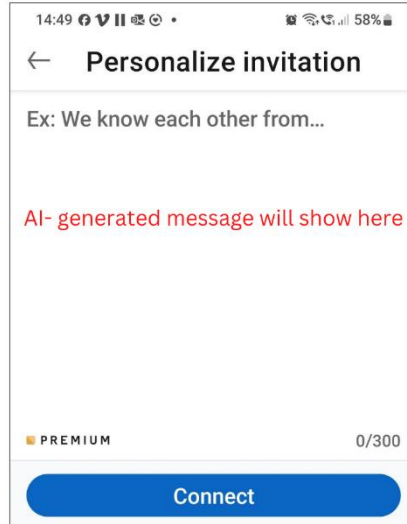 14:49
58%
Personalize invitation
Ex: We know each other from...
AI- generated message will show here
PREMIUM
0/300
Connect